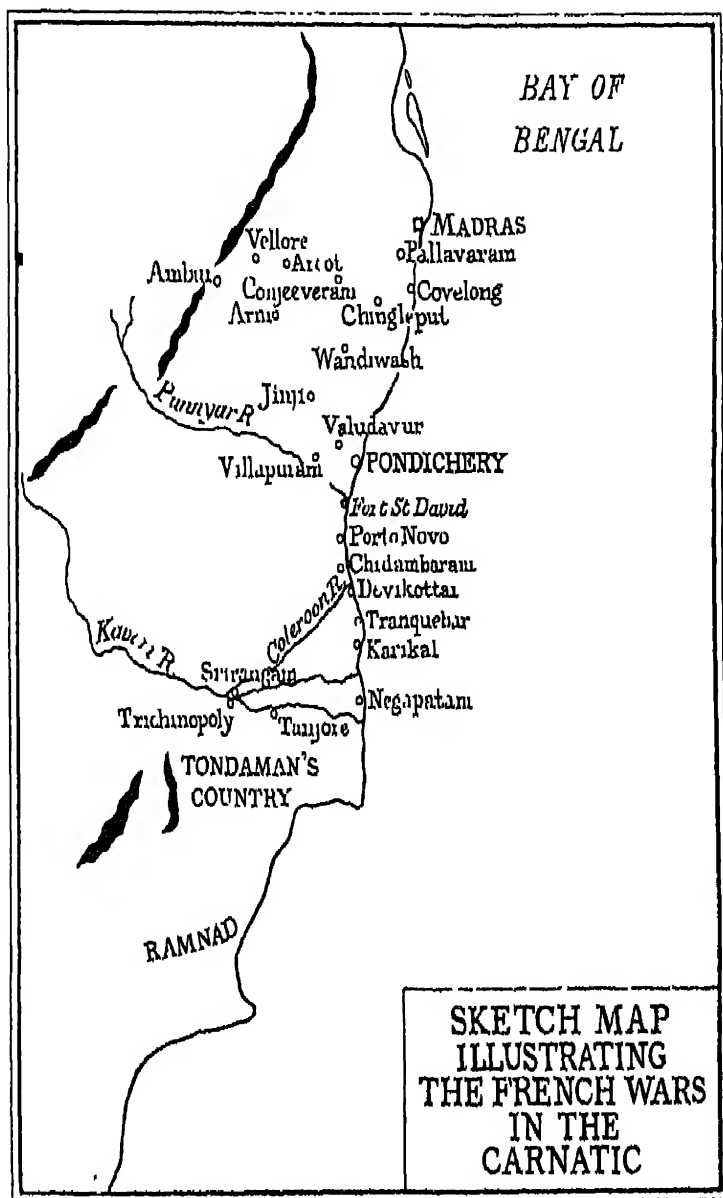 BAY OF
BENGAL
MADRAS
Pallavaram
Vellore
Arcot
Ambur
Conjeeveram
Covelong
Arni
Chingleput
Wandiwash
Jinji
Punniyar R
Valudavur
Villapuram
PONDICHERY
Fort St David
Porto Novo
Chidambaram
Devikottai
Coleroon R.
Tranquebar
Karikal
Kaveri R.
Srirangam
Negapatam
Trichinopoly
Tanjore
TONDAMAN'S
COUNTRY
RAMNAD
SKETCH MAP
ILLUSTRATING
THE FRENCH WARS
IN THE
CARNATIC